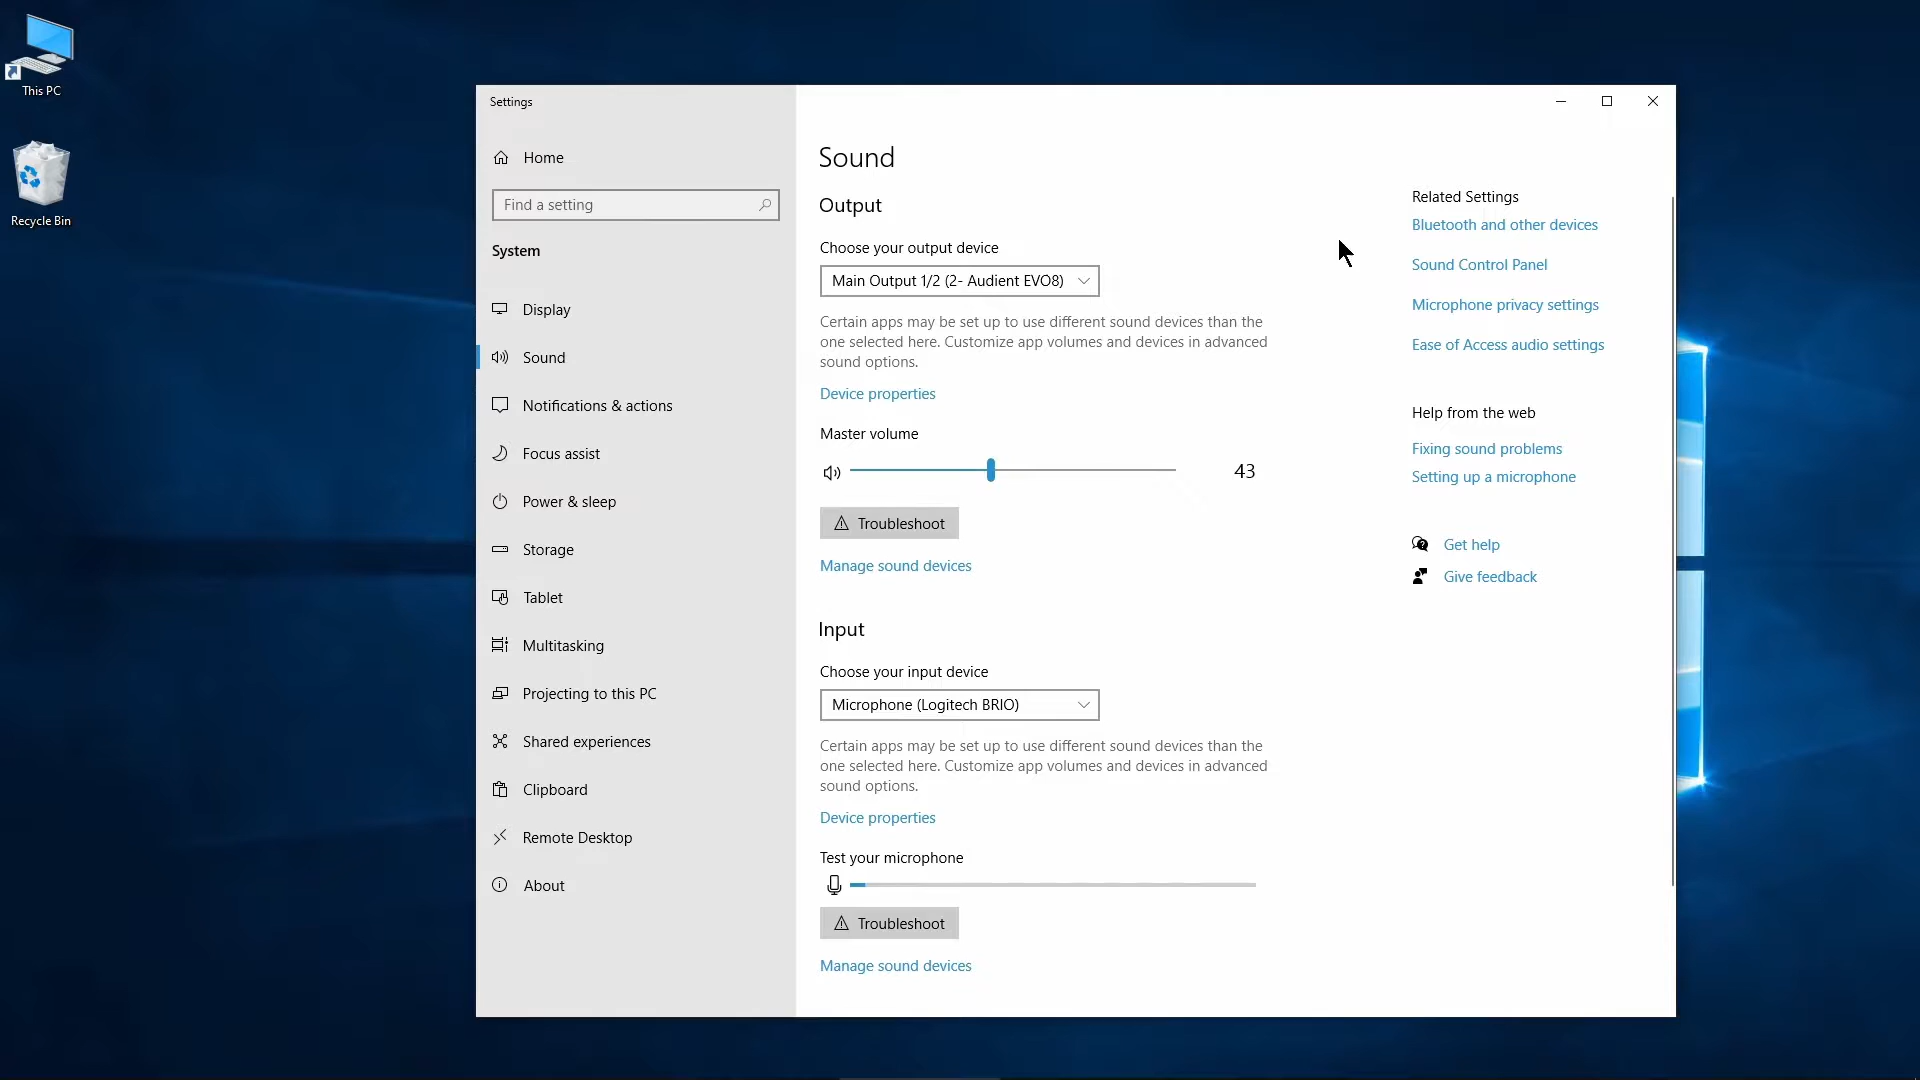 This PC
Recycle Bin
Settings
Home
Find a setting
System
Display
Sound
Notifications & actions
Focus assist
Power & sleep
Storage
Tablet
Multitasking
Projecting to this PC
Shared experiences
Clipboard
Remote Desktop
About
Sound
Output
Choose your output device
Main Output 1/2 (2- Audient EVO8)
Certain apps may be set up to use different sound devices than the
one selected here. Customize app volumes and devices in advanced
sound options.
Device properties
Master volume
43
Troubleshoot
Manage sound devices
Input
Choose your input device
Microphone (Logitech BRIO)
Certain apps may be set up to use different sound devices than the
one selected here. Customize app volumes and devices in advanced
sound options.
Device properties
Test your microphone
Troubleshoot
Manage sound devices
Related Settings
Bluetooth and other devices
Sound Control Panel
Microphone privacy settings
Ease of Access audio settings
Help from the web
Fixing sound problems
Setting up a microphone
Get help
Give feedback